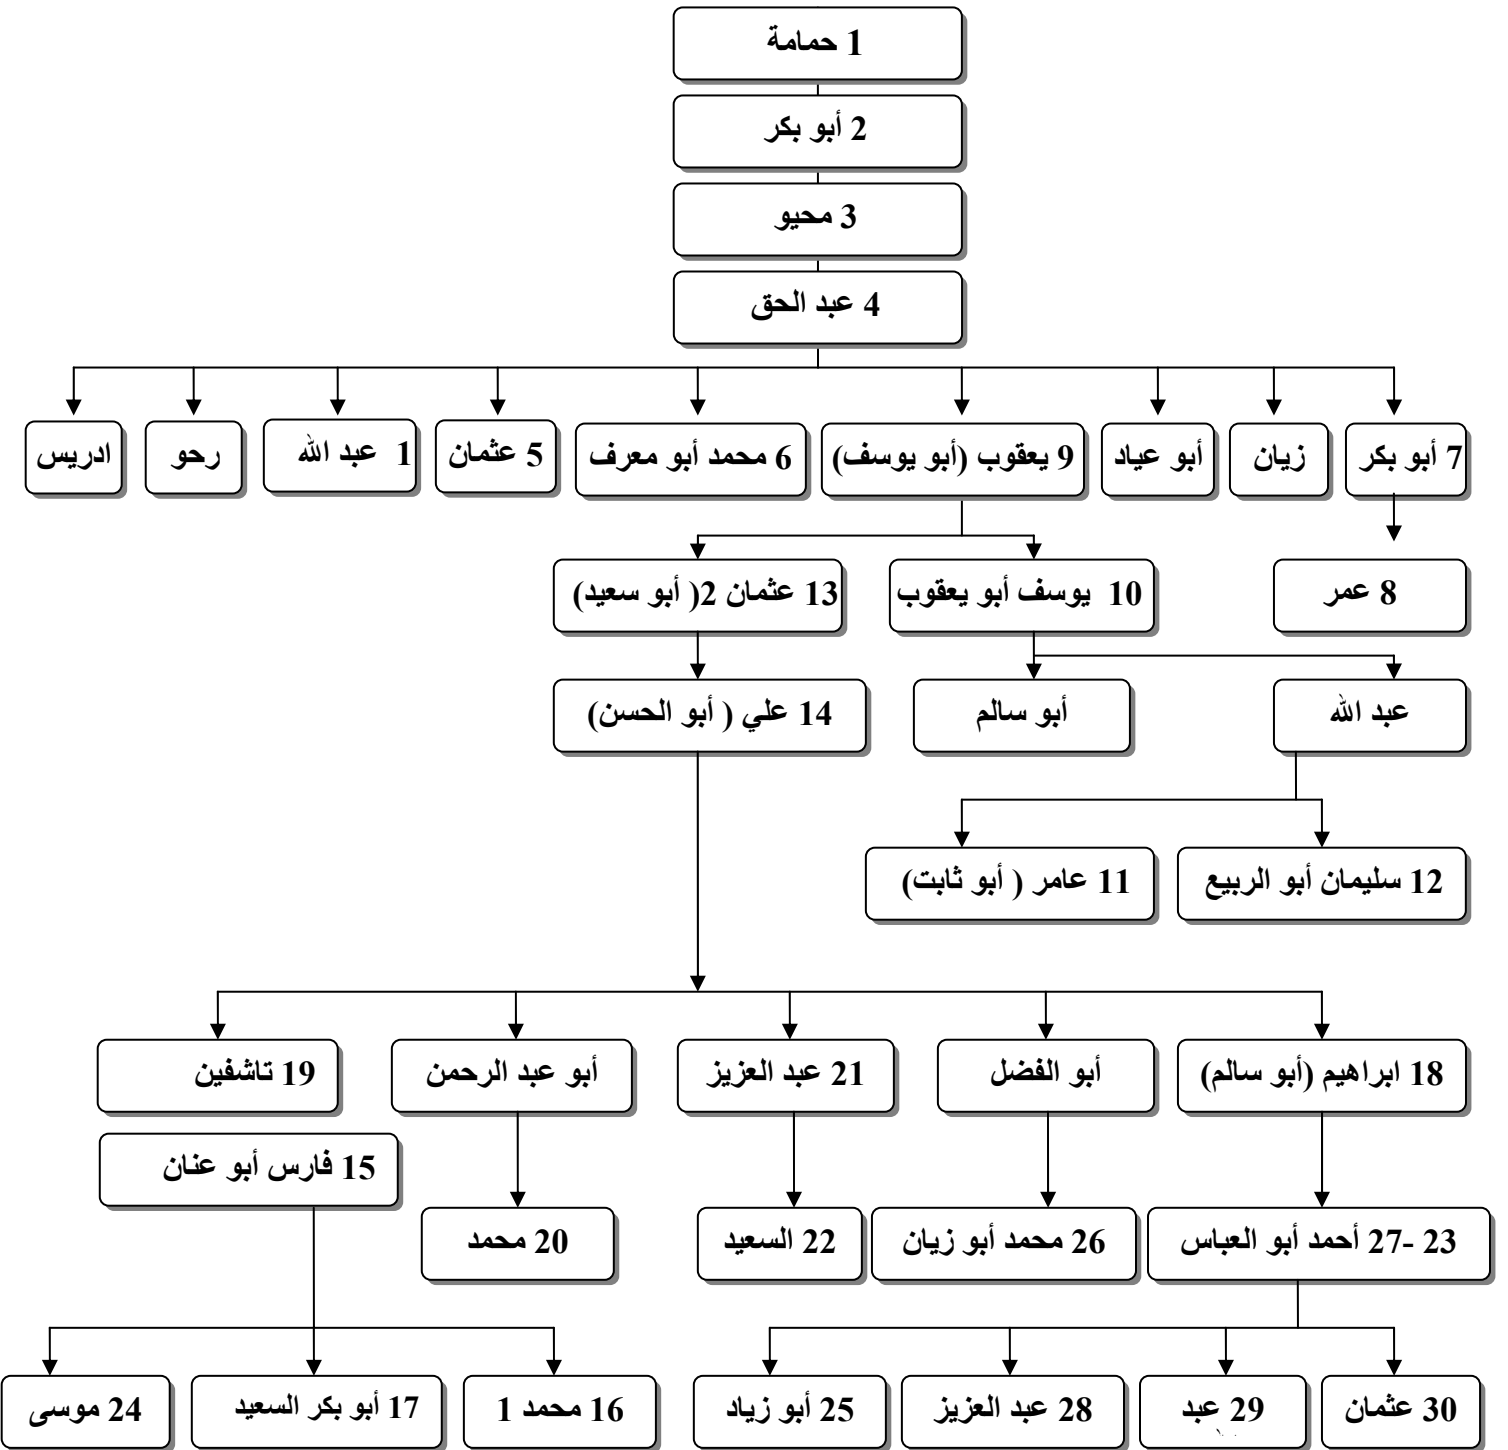 1 حمامة
2 أبو بكر
3 محيو
4 عبد الحق
7 أبو بكر
زيان
أبو عياد
9 يعقوب (أبو يوسف)
6 محمد أبو معرف
5 عثمان
1 عبد الله
رحو
ادريس
8 عمر
10 يوسف أبو يعقوب
13 عثمان 2( أبو سعيد)
عبد الله
أبو سالم
14 علي ( أبو الحسن)
12 سليمان أبو الربيع
11 عامر ( أبو ثابت)
18 ابراهيم (أبو سالم)
أبو الفضل
21 عبد العزيز
أبو عبد الرحمن
19 تاشفين
15 فارس أبو عنان
23 -27 أحمد أبو العباس
26 محمد أبو زيان
22 السعيد
20 محمد
30 عثمان
29 عبد
28 عبد العزيز
25 أبو زياد
16 محمد 1
17 أبو بكر السعيد
24 موسى